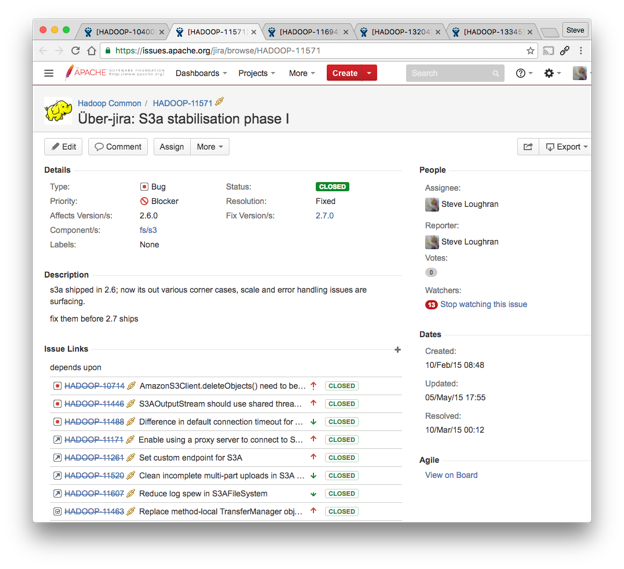 [HADOOP-10400
[HADOOP-11571
[HADOOP-11694
[HADOOP-13204
[HADOOP-13345
Steve
https://issues.apache.org/jira/browse/HADOOP-11571
APACHE
Dashboards
Projects
More
Create
Search
Hadoop Common / HADOOP-11571
Über-jira: S3a stabilisation phase I
Edit
Comment
Assign
More
Export
Details
Type: Bug
Status: CLOSED
Priority: Blocker
Resolution: Fixed
Affects Version/s: 2.6.0
Fix Version/s: 2.7.0
Component/s: fs/s3
Labels: None
Description
s3a shipped in 2.6; now its out various corner cases, scale and error handling issues are
surfacing.
fix them before 2.7 ships
Issue Links
depends upon
HADOOP-10714 AmazonS3Client.deleteObjects() need to be... CLOSED
HADOOP-11446 S3AOutputStream should use shared threa... CLOSED
HADOOP-11488 Difference in default connection timeout for ... CLOSED
HADOOP-11171 Enable using a proxy server to connect to S... CLOSED
HADOOP-11261 Set custom endpoint for S3A CLOSED
HADOOP-11520 Clean incomplete multi-part uploads in S3A ... CLOSED
HADOOP-11607 Reduce log spew in S3AFileSystem CLOSED
HADOOP-11463 Replace method-local TransferManager obj... CLOSED
People
Assignee:
Steve Loughran
Reporter:
Steve Loughran
Votes:
0
Watchers:
13 Stop watching this issue
Dates
Created:
10/Feb/15 08:48
Updated:
05/May/15 17:55
Resolved:
10/Mar/15 00:12
Agile
View on Board